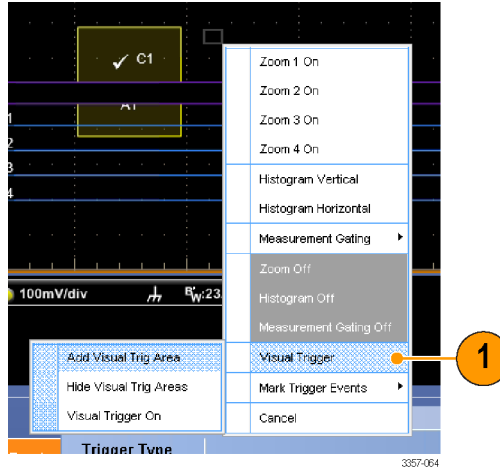 ✓ C1
A1
1
2
3
4
100mV/div
BW:23
Zoom 1 On
Zoom 2 On
Zoom 3 On
Zoom 4 On
Histogram Vertical
Histogram Horizontal
Measurement Gating
Zoom Off
Histogram Off
Measurement Gating Off
Visual Trigger
Mark Trigger Events
Cancel
Add Visual Trig Area
Hide Visual Trig Areas
Visual Trigger On
1
Trigger Type
3357-064